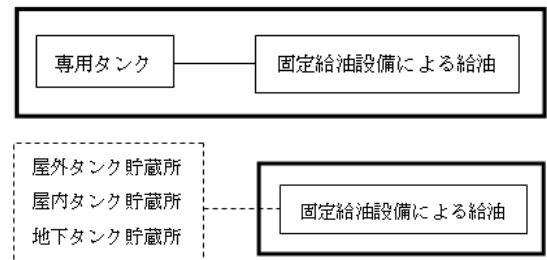 専用タンク
固定給油設備による給油
屋外タンク貯蔵所
屋内タンク貯蔵所
地下タンク貯蔵所
固定給油設備による給油